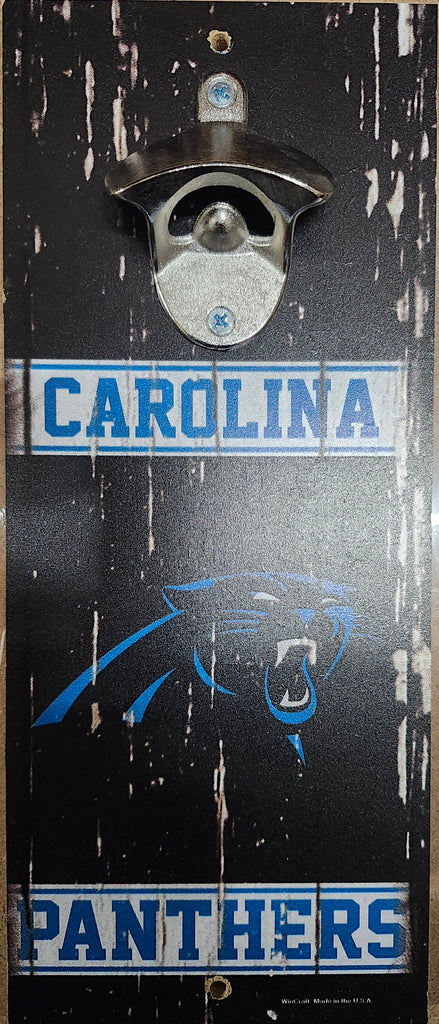 CAROLINA
PANTHERS
WinCraft Made in the U.S.A.